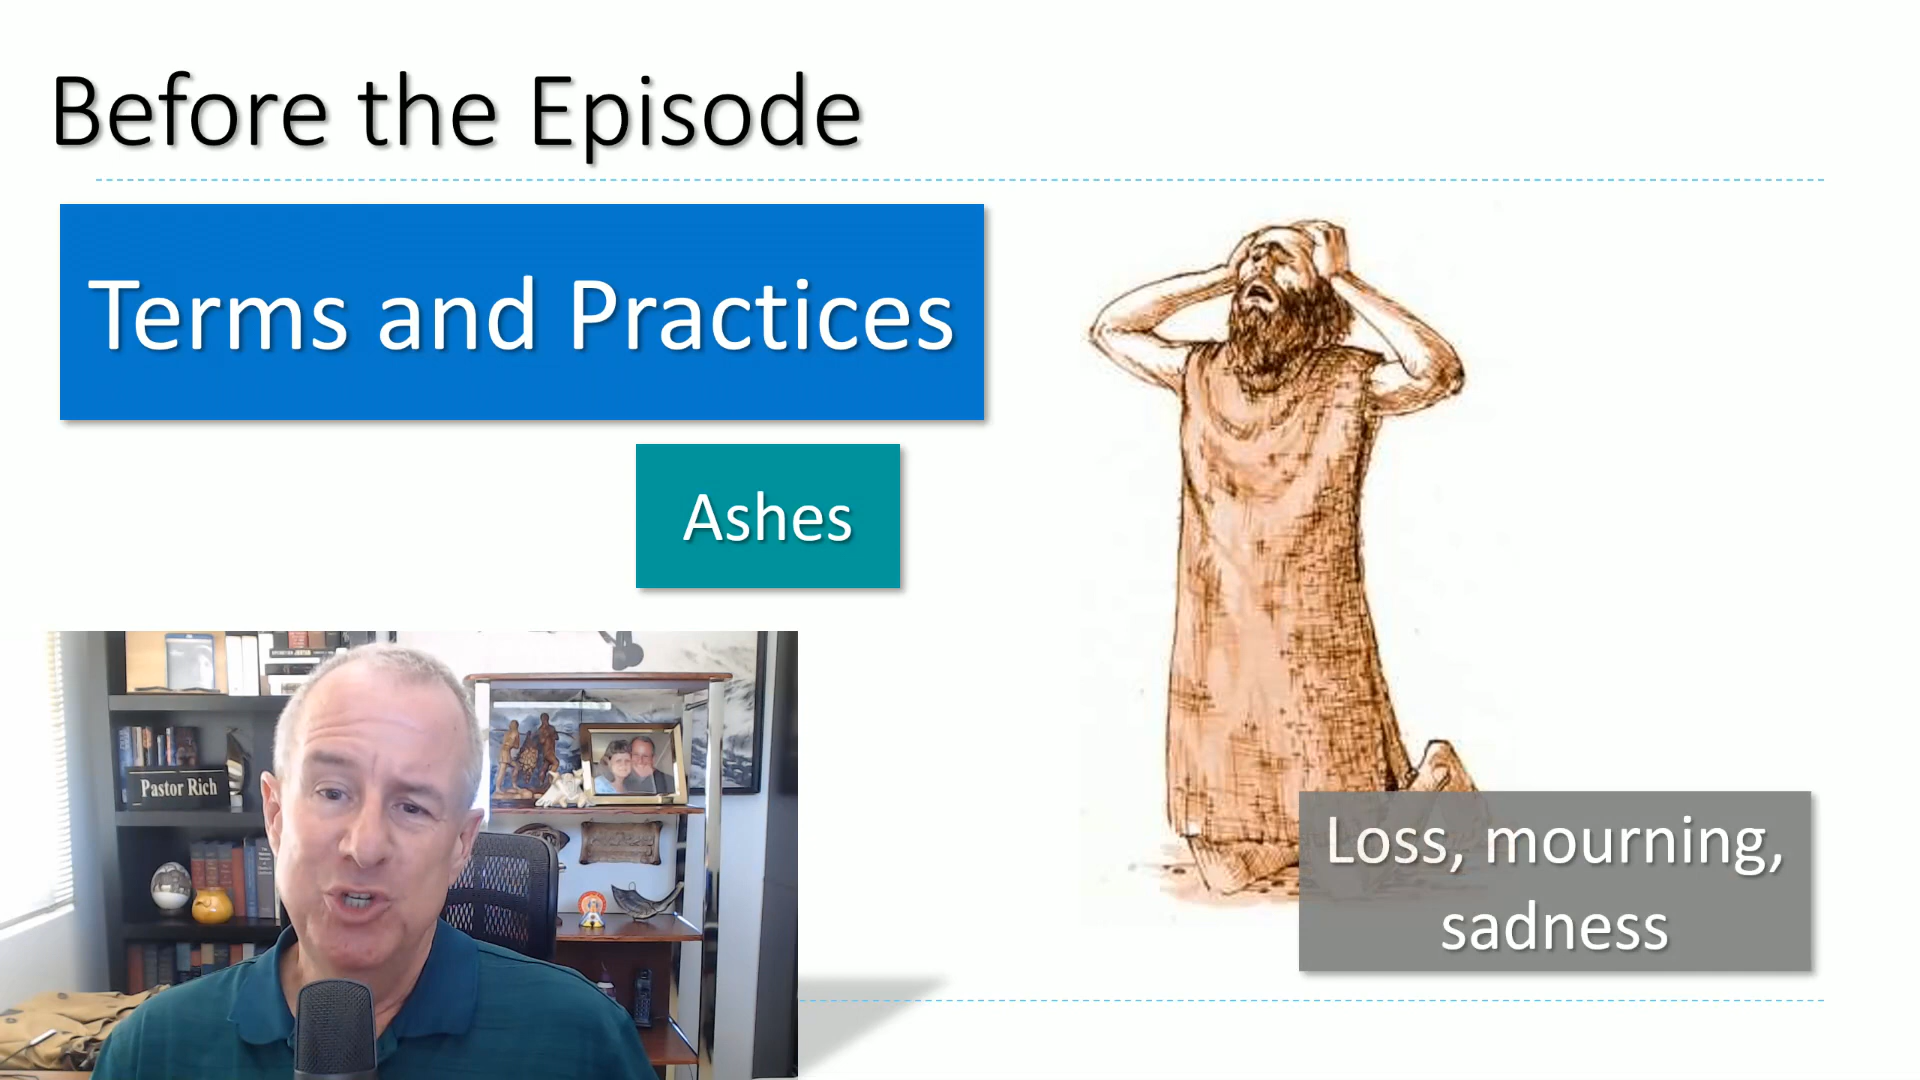 Before the Episode
Terms and Practices
Ashes
Pastor Rich
Loss, mourning,
sadness